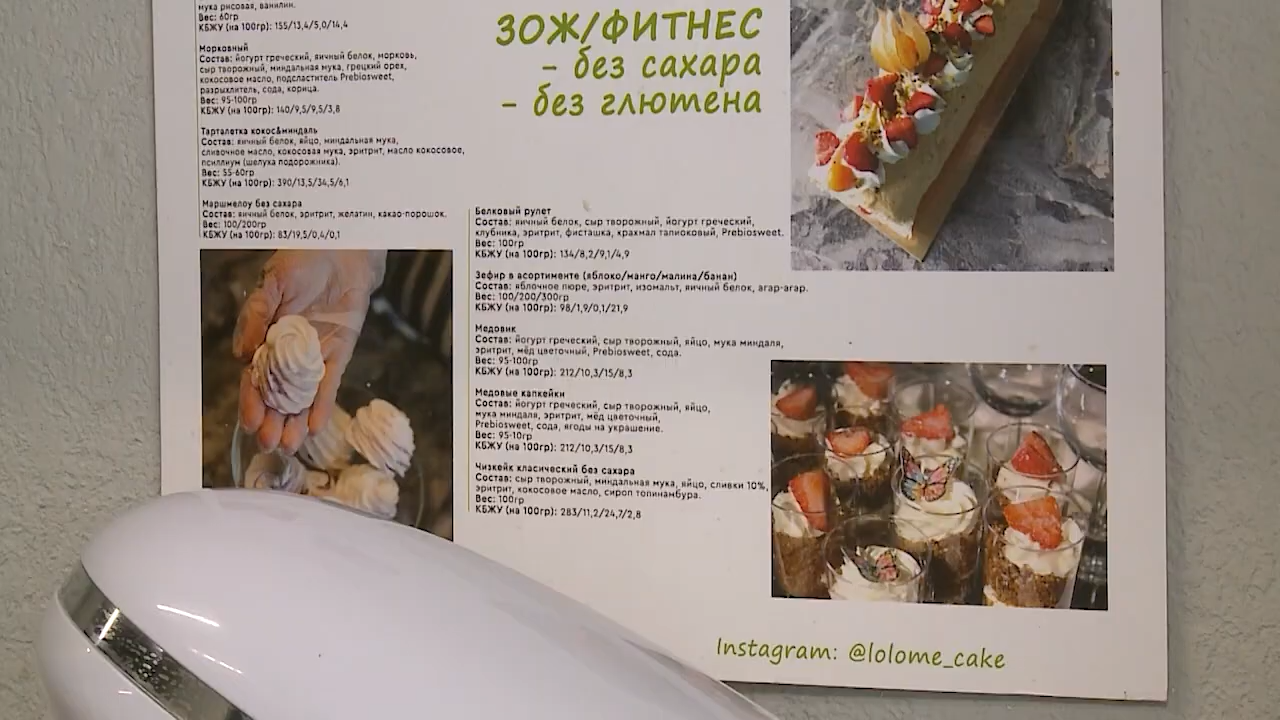 мука рисовая, ванилин.
Вес: 60гр
КБЖУ (на 100гр): 155/13,4/5,0/14,4
Морковный
Состав: йогурт греческий, яичный белок, морковь,
сыр творожный, миндальная мука, грецкий орех,
кокосовое масло, подсластитель Prebiosweet,
разрыхлитель, сода, корица.
Вес: 95-100гр
КБЖУ (на 100гр): 140/9,5/9,5/3,8
Тарталетка кокос&миндаль
Состав: яичный белок, яйцо, миндальная мука,
сливочное масло, кокосовая мука, эритрит, масло кокосовое,
псиллиум (шелуха подорожника).
Вес: 55-60гр
КБЖУ (на 100гр): 390/13,5/34,5/6,1
Маршмелоу без сахара
Состав: яичный белок, эритрит, желатин, какао-порошок.
Вес: 100/200гр
КБЖУ (на 100гр): 83/19,5/0,4/0,1
ЗОЖ/ФИТНЕС
- без сахара
- без глютена
Белковый рулет
Состав: яичный белок, сыр творожный, йогурт греческий,
клубника, эритрит, фисташка, крахмал тапиоковый, Prebiosweet.
Вес: 100гр
КБЖУ (на 100гр): 134/8,2/9,1/4,9
Зефир в асортименте (яблоко/манго/малина/банан)
Состав: яблочное пюре, эритрит, изомальт, яичный белок, агар-агар.
Вес: 100/200/300гр
КБЖУ (на 100гр): 98/1,9/0,1/21,9
Медовик
Состав: йогурт греческий, сыр творожный, яйцо, мука миндаля,
эритрит, мёд цветочный, Prebiosweet, сода.
Вес: 95-100гр
КБЖУ (на 100гр): 212/10,3/15/8,3
Медовые капкейки
Состав: йогурт греческий, сыр творожный, яйцо,
мука миндаля, эритрит, мёд цветочный,
Prebiosweet, сода, ягоды на украшение.
Вес: 95-10гр
КБЖУ (на 100гр): 212/10,3/15/8,3
Чизкейк класический без сахара
Состав: сыр творожный, миндальная мука, яйцо, сливки 10%,
эритрит, кокосовое масло, сироп топинамбура.
Вес: 100гр
КБЖУ (на 100гр): 283/11,2/24,7/2,8
Instagram: @lolome_cake